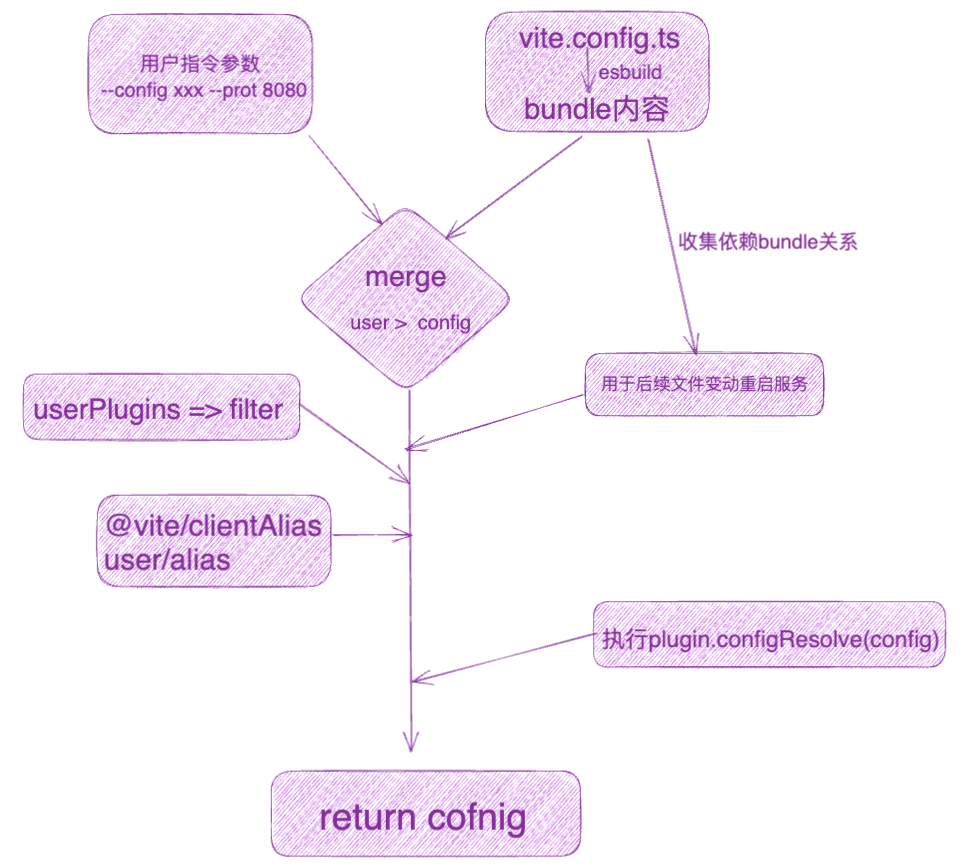 用户指令参数
--config xxx --prot 8080
vite.config.ts
esbuild
bundle内容
收集依赖bundle关系
merge
user > config
用于后续文件变动重启服务
userPlugins => filter
@vite/clientAlias
user/alias
执行plugin.configResolve(config)
return cofnig